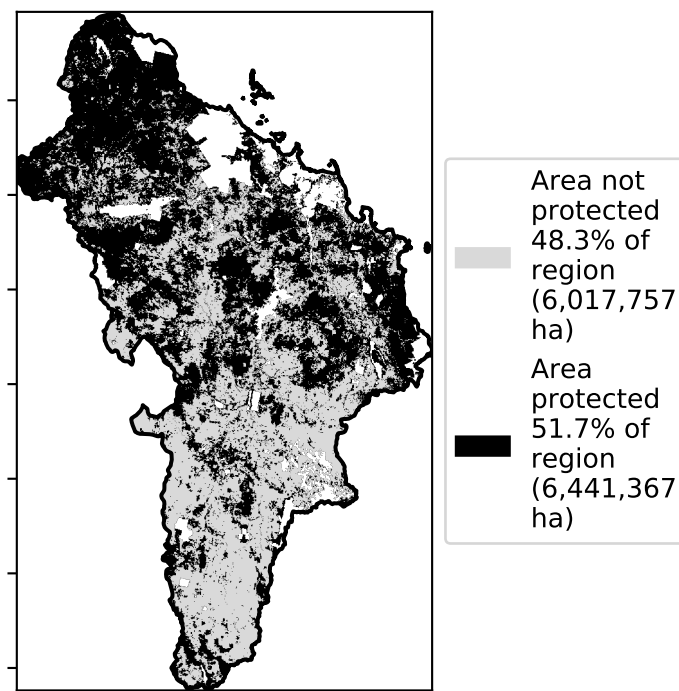 Area not
protected
48.3% of
region
(6,017,757
ha)
Area
protected
51.7% of
region
(6,441,367
ha)